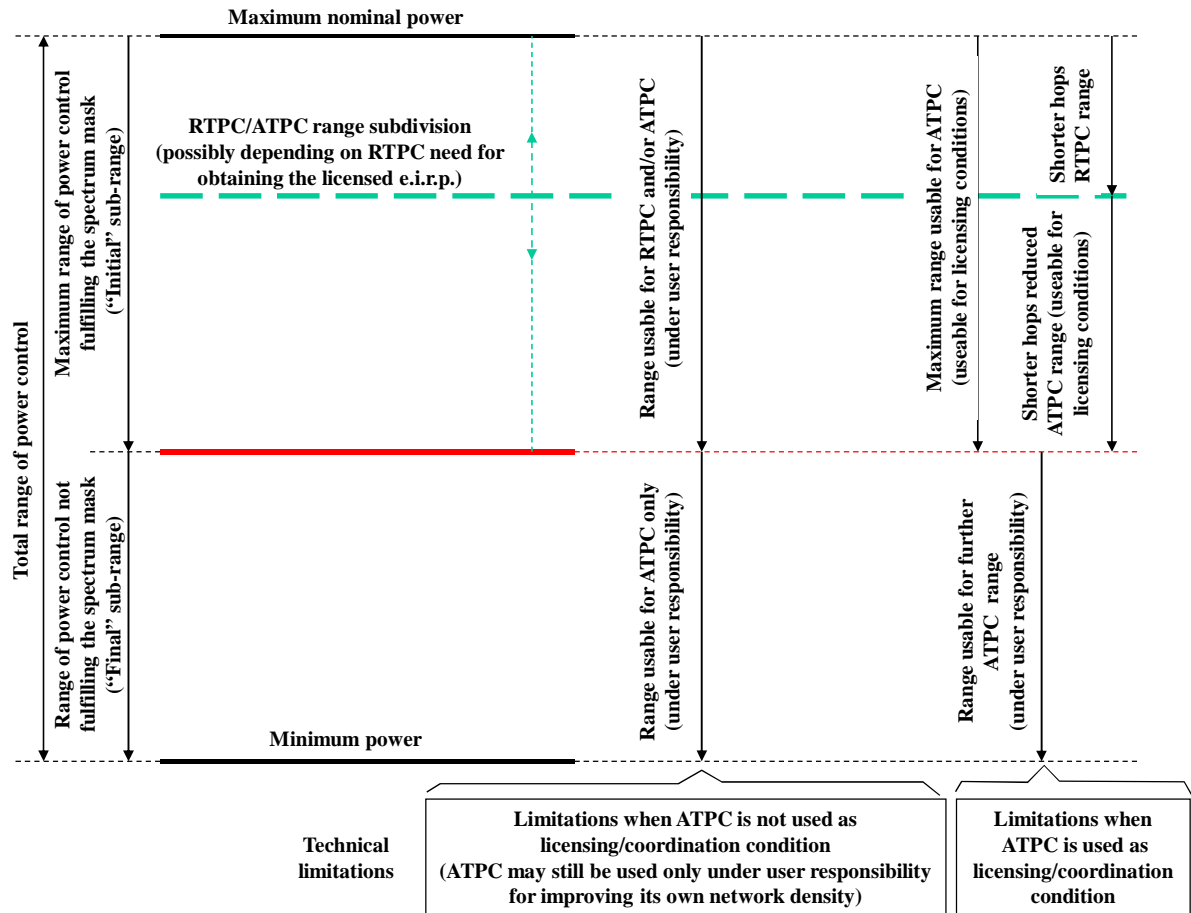 Maximum nominal power
Total range of power control
Maximum range of power control
fulfilling the spectrum mask
(“Initial” sub-range)
RTPC/ATPC range subdivision
(possibly depending on RTPC need for
obtaining the licensed e.i.r.p.)
Range usable for RTPC and/or ATPC
(under user responsibility)
Maximum range usable for ATPC
(useable for licensing conditions)
Shorter hops
RTPC range
Shorter hops reduced
ATPC range (useable for
licensing conditions)
Range of power control not
fulfilling the spectrum mask
(“Final” sub-range)
Range usable for ATPC only
(under user responsibility)
Range usable for further
ATPC range
(under user responsibility)
Minimum power
Technical
limitations
Limitations when ATPC is not used as
licensing/coordination condition
(ATPC may still be used only under user responsibility
for improving its own network density)
Limitations when
ATPC is used as
licensing/coordination
condition